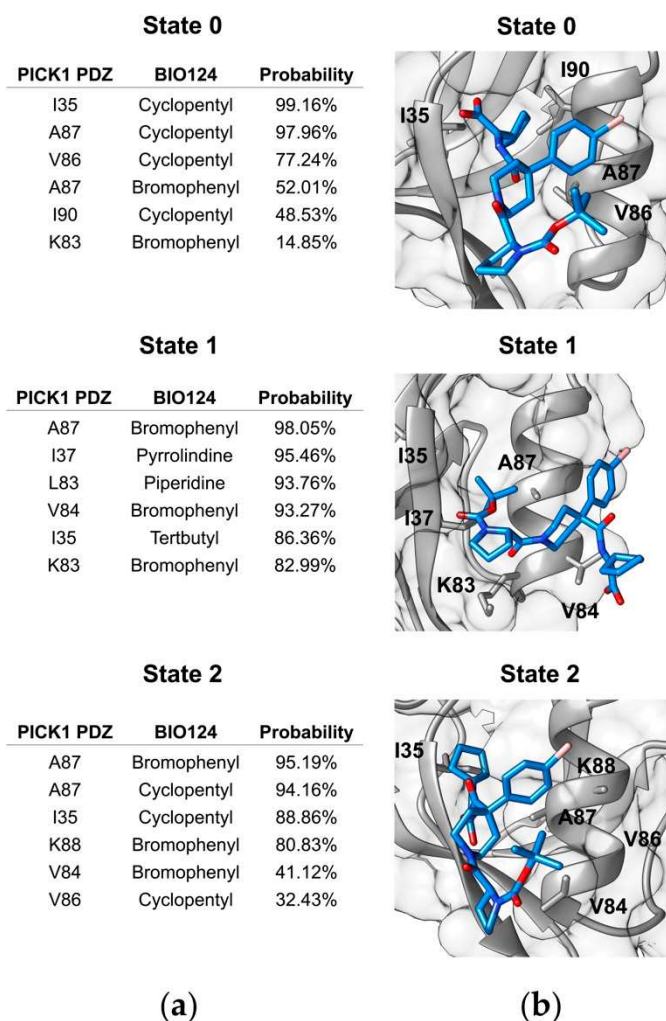 State 0
PICK1 PDZ BIO124 Probability
I35 Cyclopentyl 99.16%
A87 Cyclopentyl 97.96%
V86 Cyclopentyl 77.24%
A87 Bromophenyl 52.01%
I90 Cyclopentyl 48.53%
K83 Bromophenyl 14.85%
State 0
I90
I35
A87
V86
State 1
PICK1 PDZ BIO124 Probability
A87 Bromophenyl 98.05%
I37 Pyrrolindine 95.46%
L83 Piperidine 93.76%
V84 Bromophenyl 93.27%
I35 Tertbutyl 86.36%
K83 Bromophenyl 82.99%
State 1
I35
A87
I37
K83
V84
State 2
PICK1 PDZ BIO124 Probability
A87 Bromophenyl 95.19%
A87 Cyclopentyl 94.16%
I35 Cyclopentyl 88.86%
K88 Bromophenyl 80.83%
V84 Bromophenyl 41.12%
V86 Cyclopentyl 32.43%
State 2
I35
K88
A87
V86
V84
(a)
(b)